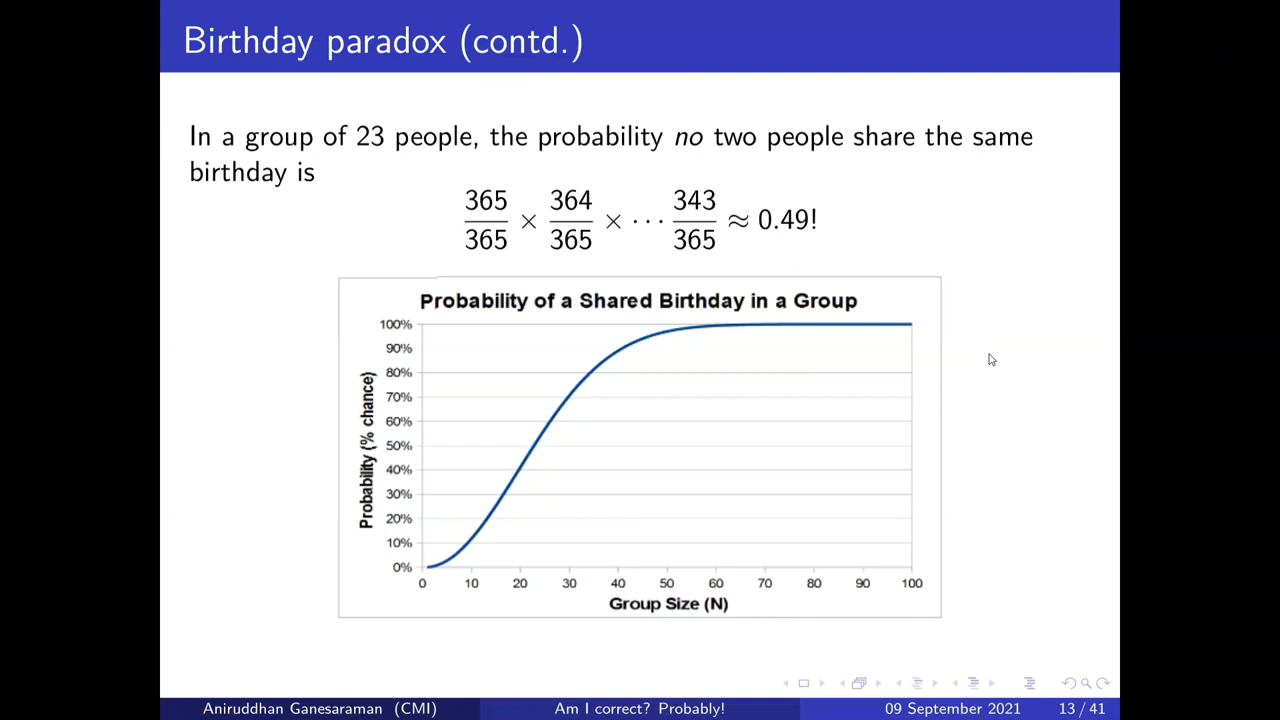 Birthday paradox (contd.)
In a group of 23 people, the probability no two people share the same
birthday is
365/365 × 364/365 × ··· 343/365 ≈ 0.49!
Probability of a Shared Birthday in a Group
Probability (% chance)
100%
90%
80%
70%
60%
50%
40%
30%
20%
10%
0%
0 10 20 30 40 50 60 70 80 90 100
Group Size (N)
Aniruddhan Ganesaraman (CMI) Am I correct? Probably! 09 September 2021 13 / 41